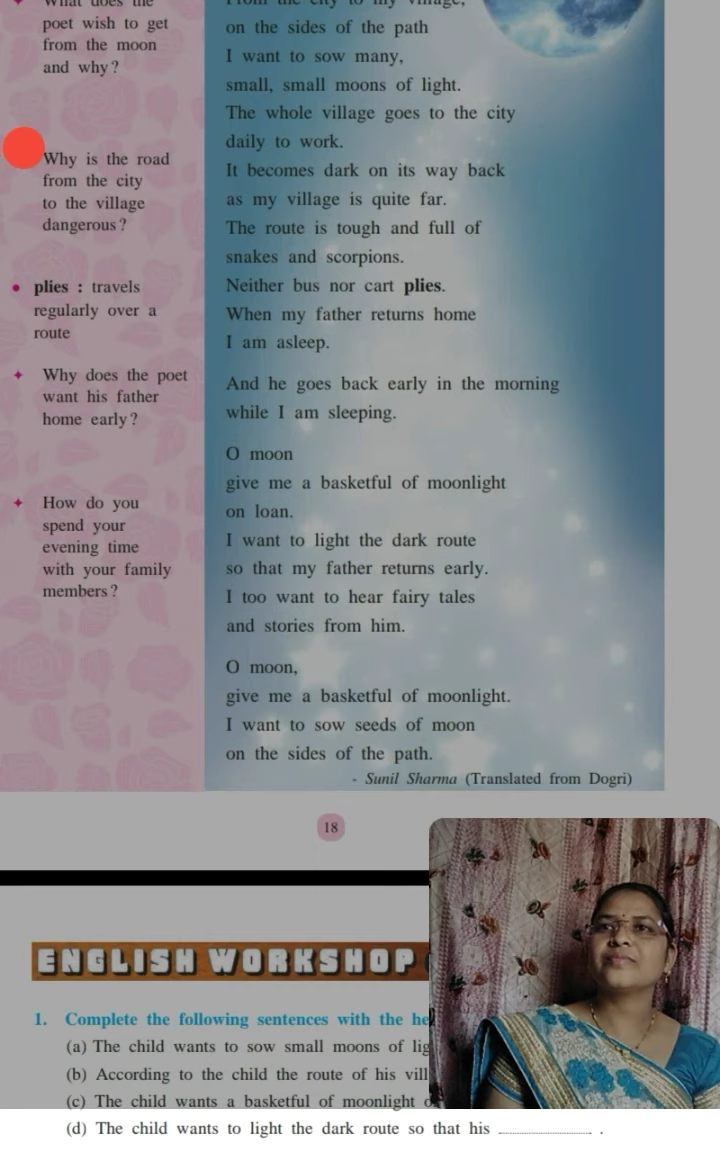 What does the
poet wish to get
from the moon
and why?
Why is the road
from the city
to the village
dangerous?
• plies : travels
regularly over a
route
Why does the poet
want his father
home early?
How do you
spend your
evening time
with your family
members?
From the city to my village,
on the sides of the path
I want to sow many,
small, small moons of light.
The whole village goes to the city
daily to work.
It becomes dark on its way back
as my village is quite far.
The route is tough and full of
snakes and scorpions.
Neither bus nor cart plies.
When my father returns home
I am asleep.
And he goes back early in the morning
while I am sleeping.
O moon
give me a basketful of moonlight
on loan.
I want to light the dark route
so that my father returns early.
I too want to hear fairy tales
and stories from him.
O moon,
give me a basketful of moonlight.
I want to sow seeds of moon
on the sides of the path.
- Sunil Sharma (Translated from Dogri)
18
ENGLISH WORKSHOP
1. Complete the following sentences with the
(a) The child wants to sow small moons of
(b) According to the child the route of his
(c) The child wants a basketful of moonlight
(d) The child wants to light the dark route so that his ____________ .